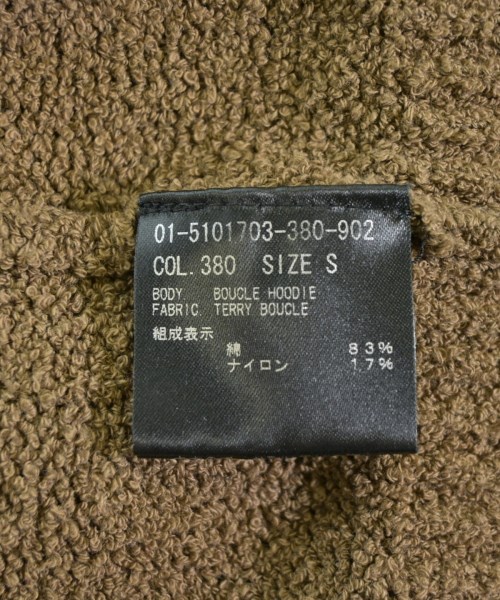 01-5101703-380-902
COL.380 SIZE S
BODY BOUCLE HOODIE
FABRIC TERRY BOUCLE
組成表示
綿 83%
ナイロン 17%